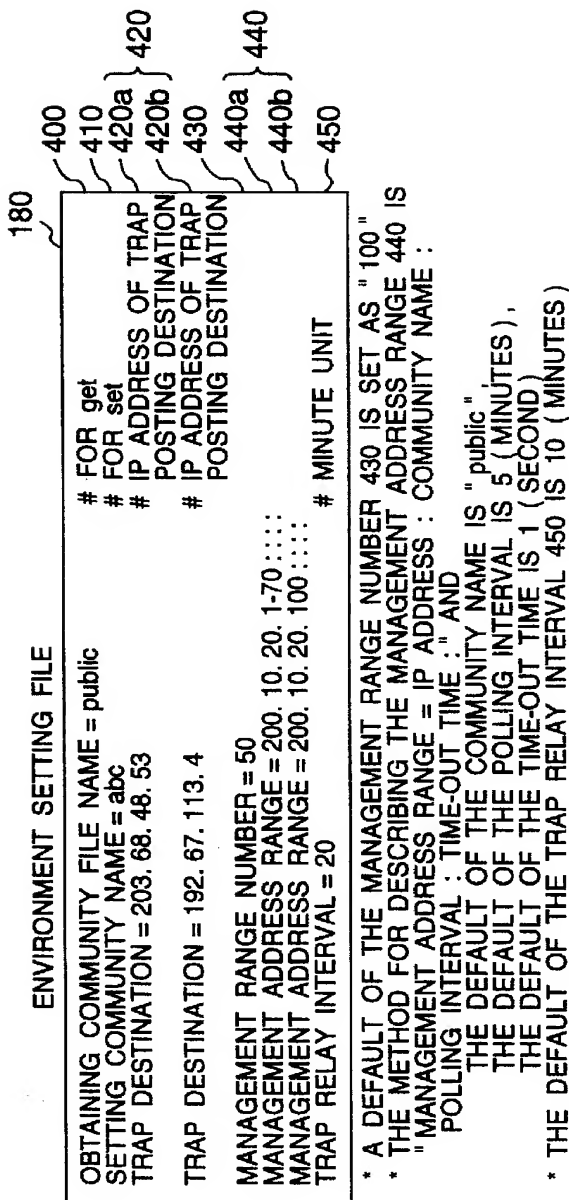 ENVIRONMENT SETTING FILE
180
OBTAINING COMMUNITY FILE NAME = public # FOR get 400
SETTING COMMUNITY NAME = abc # FOR set 410
TRAP DESTINATION = 203. 68. 48. 53 # IP ADDRESS OF TRAP 420a
POSTING DESTINATION 420
TRAP DESTINATION = 192. 67. 113. 4 # IP ADDRESS OF TRAP 420b
POSTING DESTINATION
MANAGEMENT RANGE NUMBER = 50 430
MANAGEMENT ADDRESS RANGE = 200. 10. 20. 1-70 : : : : 440a
MANAGEMENT ADDRESS RANGE = 200. 10. 20. 100 : : : : 440b 440
TRAP RELAY INTERVAL = 20 # MINUTE UNIT 450
* A DEFAULT OF THE MANAGEMENT RANGE NUMBER 430 IS SET AS " 100 "
* THE METHOD FOR DESCRIBING THE MANAGEMENT ADDRESS RANGE 440 IS
" MANAGEMENT ADDRESS RANGE = IP ADDRESS : COMMUNITY NAME :
POLLING INTERVAL : TIME-OUT TIME : " AND
THE DEFAULT OF THE COMMUNITY NAME IS " public "
THE DEFAULT OF THE POLLING INTERVAL IS 5 ( MINUTES ) ,
THE DEFAULT OF THE TIME-OUT TIME IS 1 ( SECOND )
* THE DEFAULT OF THE TRAP RELAY INTERVAL 450 IS 10 ( MINUTES )